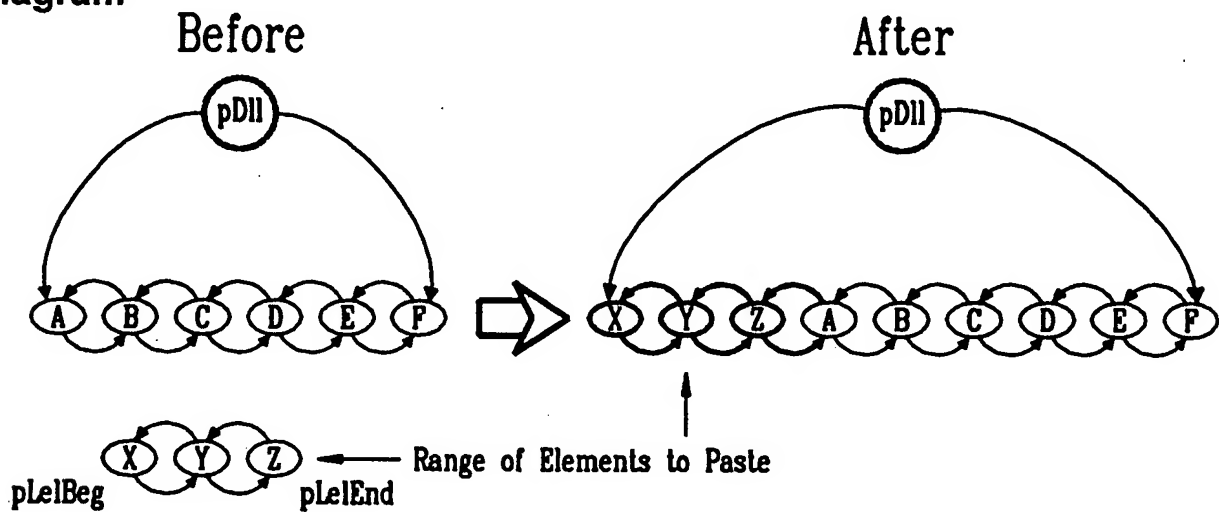 Before After
pDll pDll
A B C D E F X Y Z A B C D E F
X Y Z Range of Elements to Paste
pLelBeg pLelEnd